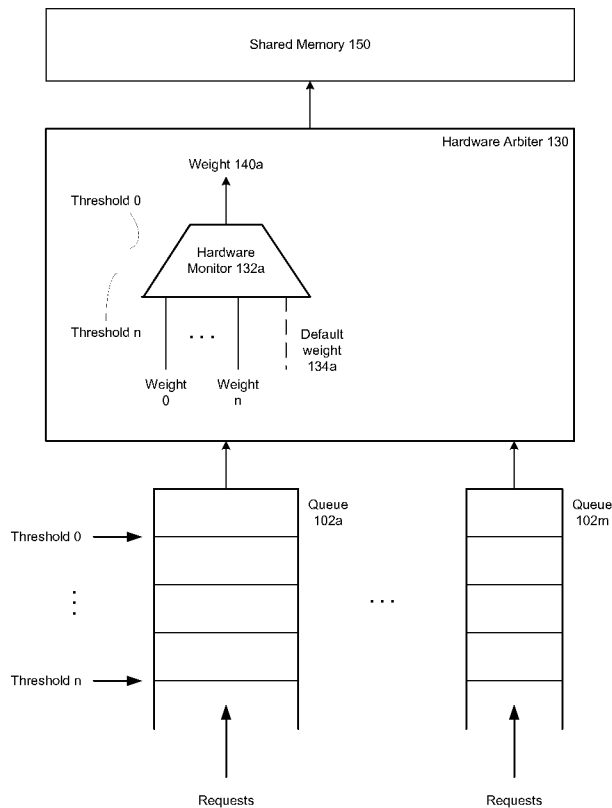 Shared Memory 150
Hardware Arbiter 130
Weight 140a
Threshold 0
Hardware
Monitor 132a
Threshold n
. . .
Default
weight
134a
Weight
0
Weight
n
Queue
102a
Queue
102m
Threshold 0
. . .
. . .
Threshold n
Requests
Requests